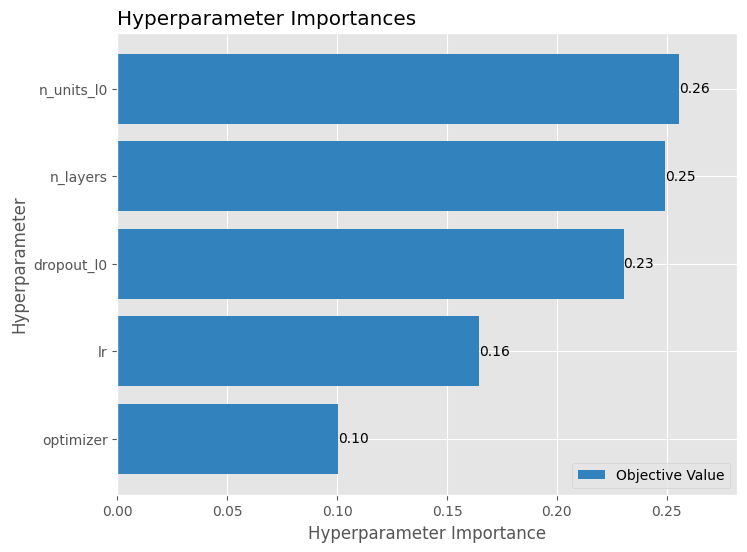 Hyperparameter Importances
Hyperparameter
n_units_l0
0.26
n_layers
0.25
dropout_l0
0.23
lr
0.16
optimizer
0.10
Objective Value
0.00
0.05
0.10
0.15
0.20
0.25
Hyperparameter Importance